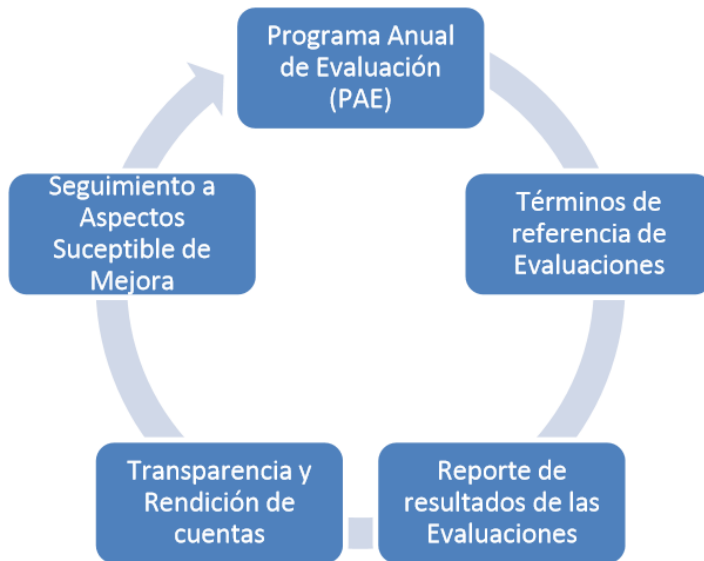 Programa Anual
de Evaluación
(PAE)
Términos de
referencia de
Evaluaciones
Reporte de
resultados de las
Evaluaciones
Transparencia y
Rendición de
cuentas
Seguimiento a
Aspectos
Suceptible de
Mejora